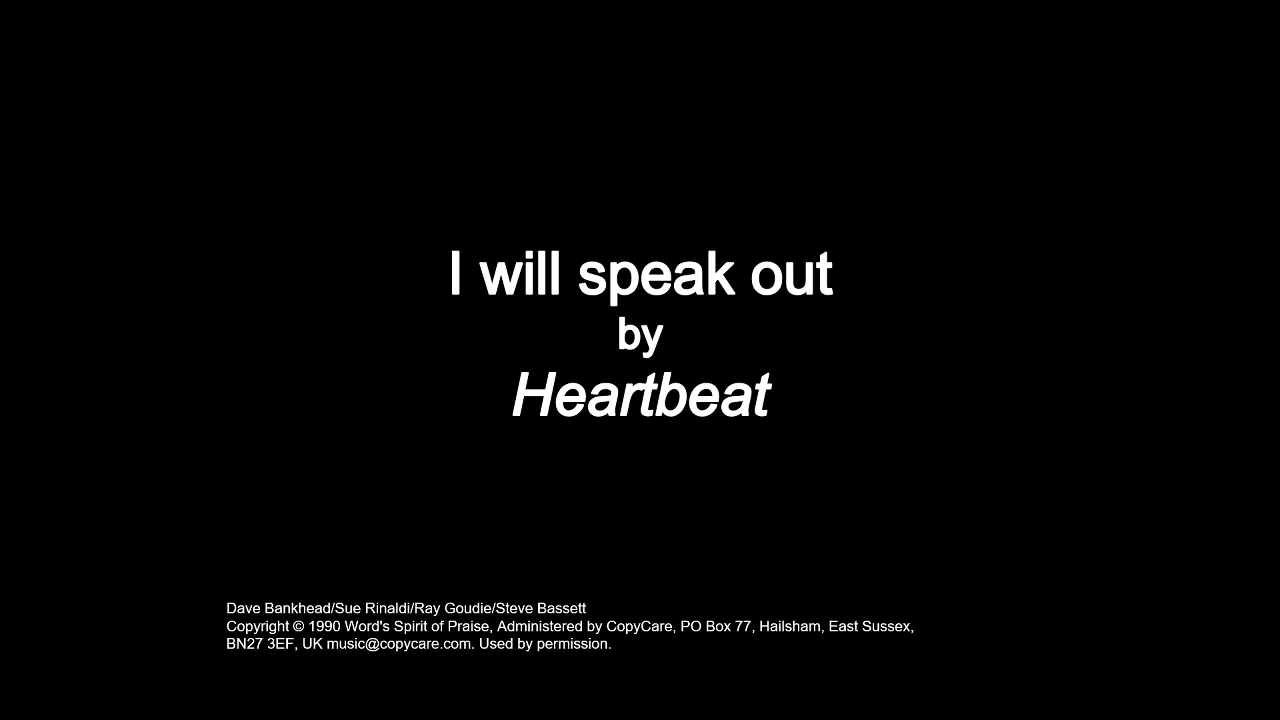 I will speak out
by
Heartbeat
Dave Bankhead/Sue Rinaldi/Ray Goudie/Steve Bassett
Copyright © 1990 Word's Spirit of Praise, Administered by CopyCare, PO Box 77, Hailsham, East Sussex,
BN27 3EF, UK music@copycare.com. Used by permission.